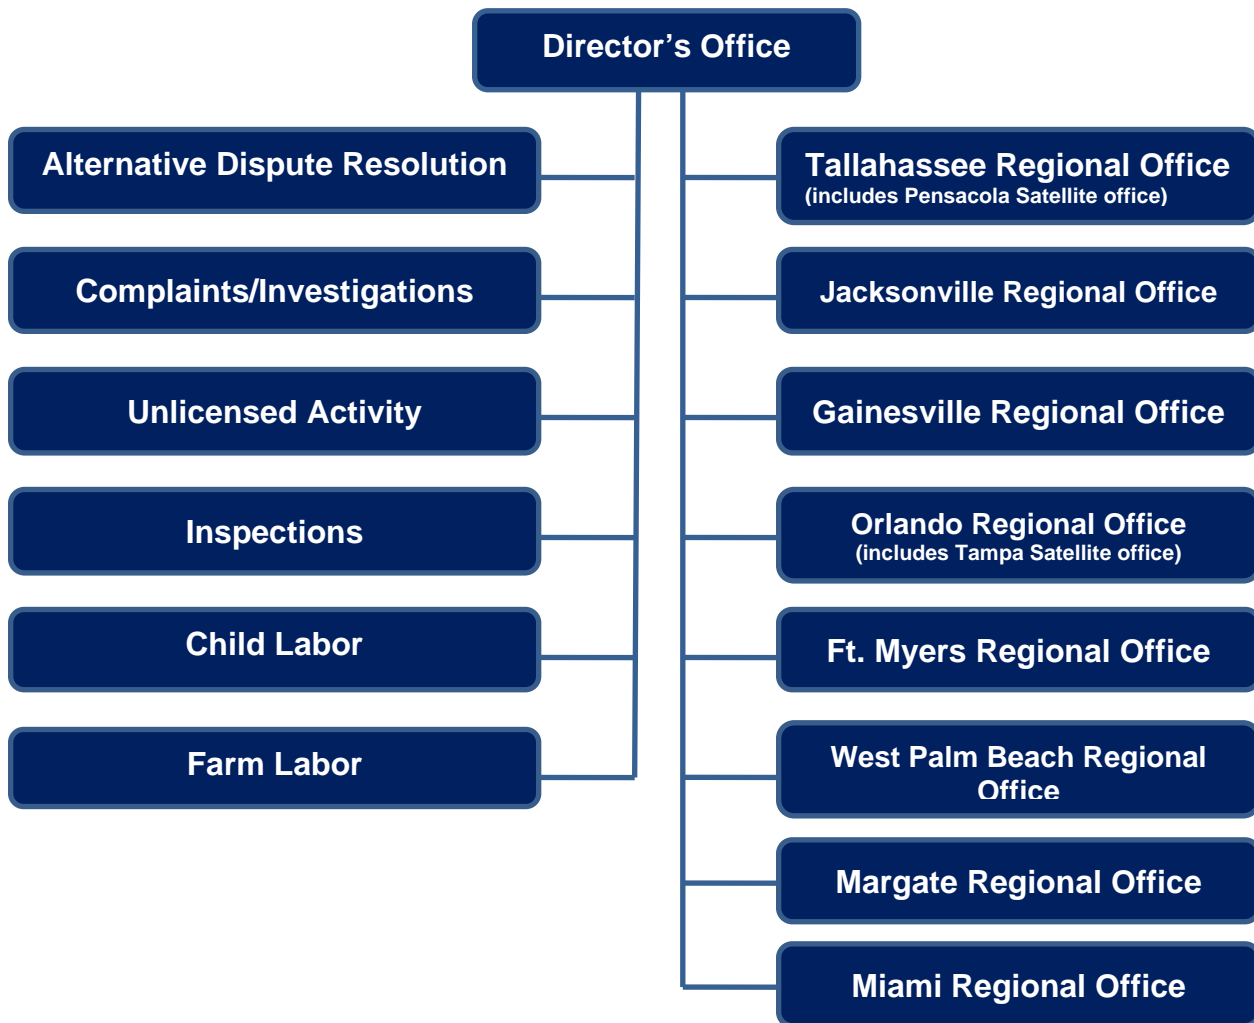 Director’s Office
Alternative Dispute Resolution
Complaints/Investigations
Unlicensed Activity
Inspections
Child Labor
Farm Labor
Tallahassee Regional Office
(includes Pensacola Satellite office)
Jacksonville Regional Office
Gainesville Regional Office
Orlando Regional Office
(includes Tampa Satellite office)
Ft. Myers Regional Office
West Palm Beach Regional
Office
Margate Regional Office
Miami Regional Office